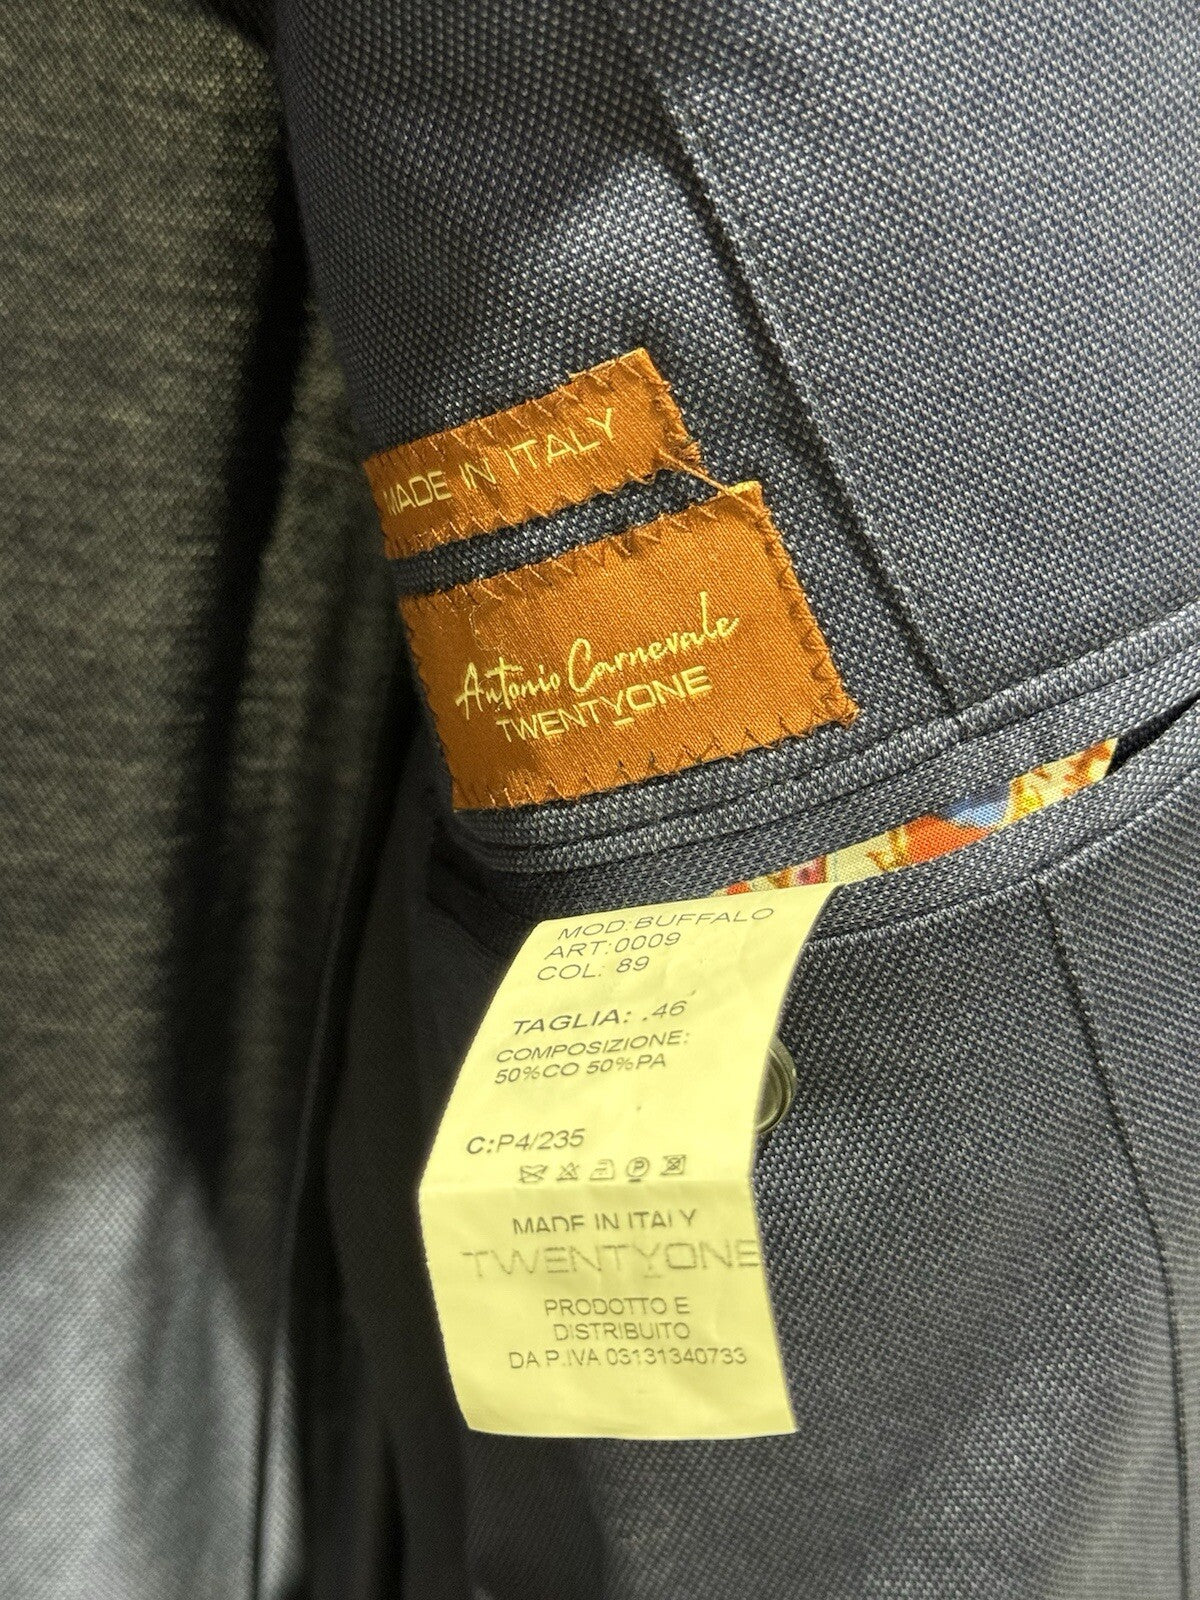 MADE IN ITALY
Antonio Carnevale
TWENTYONE
MOD:BUFFALO
ART:0009
COL: 89
TAGLIA: .46
COMPOSIZIONE:
50%CO 50%PA
C:P4/235
MADE IN ITALY
TWENTYONE
PRODOTTO E
DISTRIBUITO
DA P.IVA 03131340733